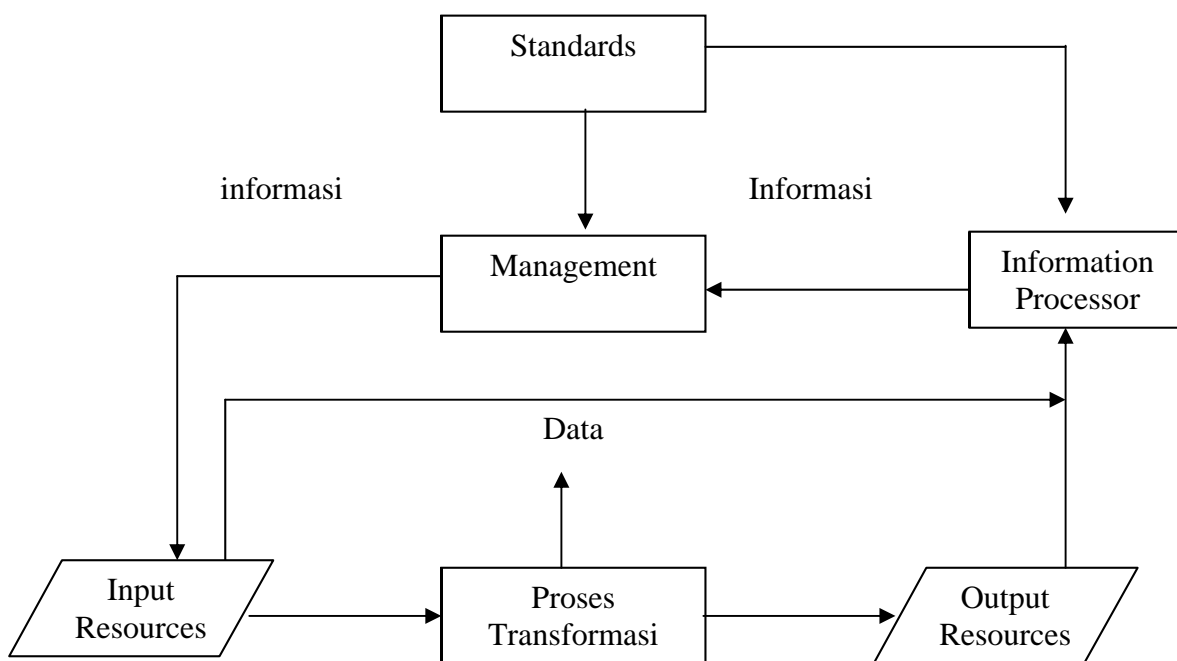 Standards
informasi
Informasi
Management
Information
Processor
Data
Input
Resources
Proses
Transformasi
Output
Resources